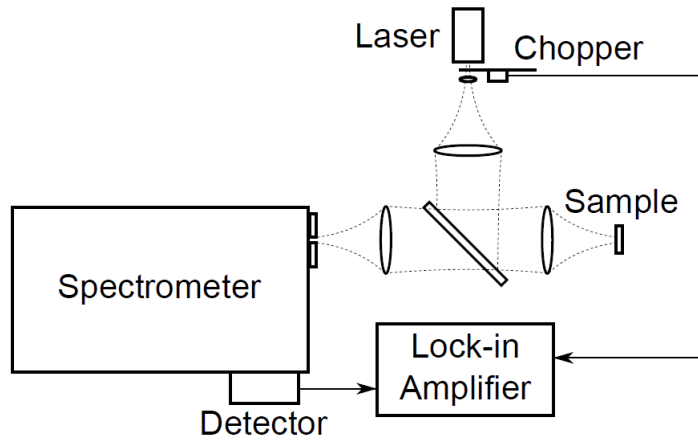 Laser
Chopper
Sample
Spectrometer
Lock-in
Amplifier
Detector